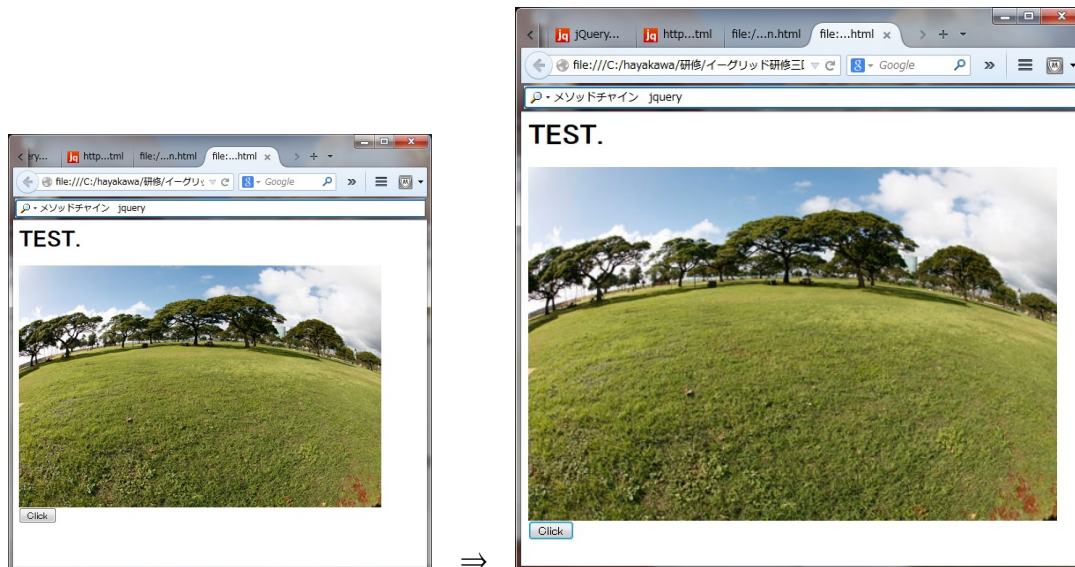 ery... http...tml file:/...n.html file:...html
file:///C:/hayakawa/研修/イーグリッ Google
メソッドチェイン jquery
TEST.
Click
⇒
jQuery... http...tml file:/...n.html file:...html
file:///C:/hayakawa/研修/イーグリッド研修三 Google
メソッドチェイン jquery
TEST.
Click